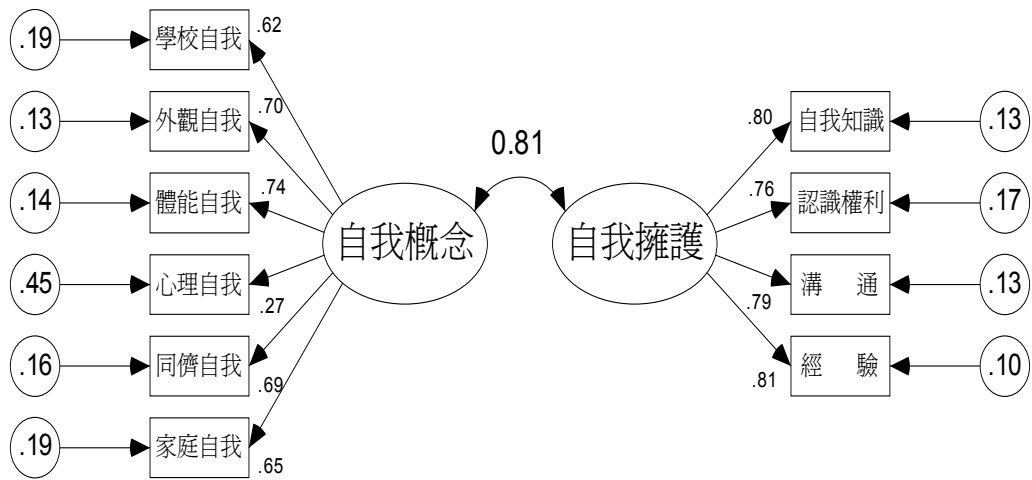 .19
學校自我
.62
.13
外觀自我
.70
.14
體能自我
.74
.45
心理自我
.27
.16
同儕自我
.69
.19
家庭自我
.65
自我概念
0.81
自我擁護
.80
自我知識
.13
.76
認識權利
.17
.79
溝 通
.13
.81
經 驗
.10